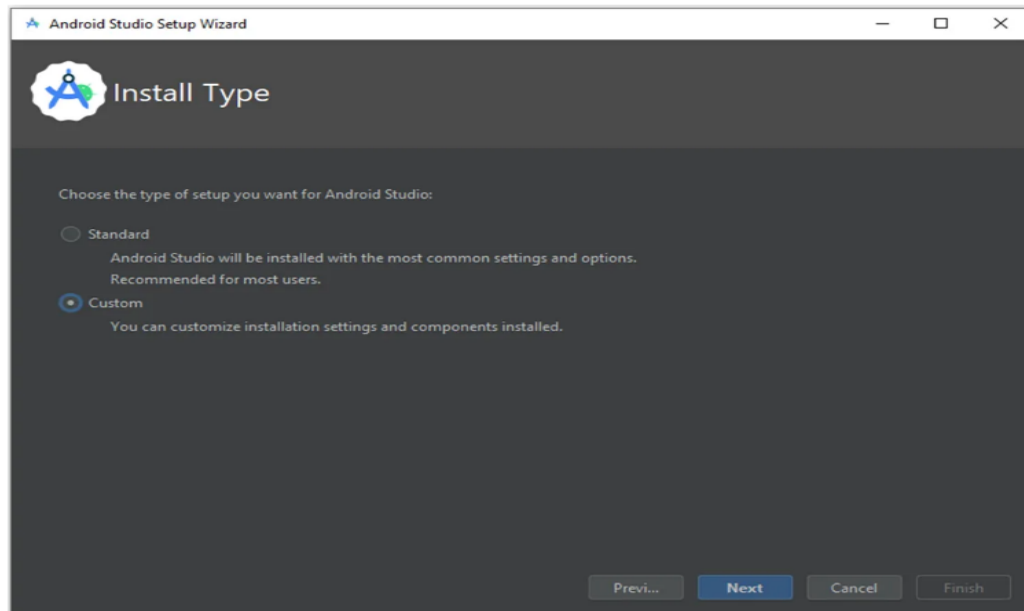 Android Studio Setup Wizard
Install Type
Choose the type of setup you want for Android Studio:
Standard
Android Studio will be installed with the most common settings and options.
Recommended for most users.
Custom
You can customize installation settings and components installed.
Previ... Next Cancel Finish